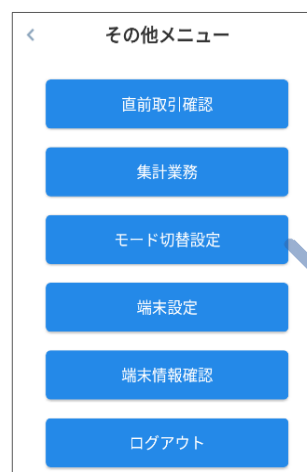 その他メニュー
直前取引確認
集計業務
モード切替設定
端末設定
端末情報確認
ログアウト